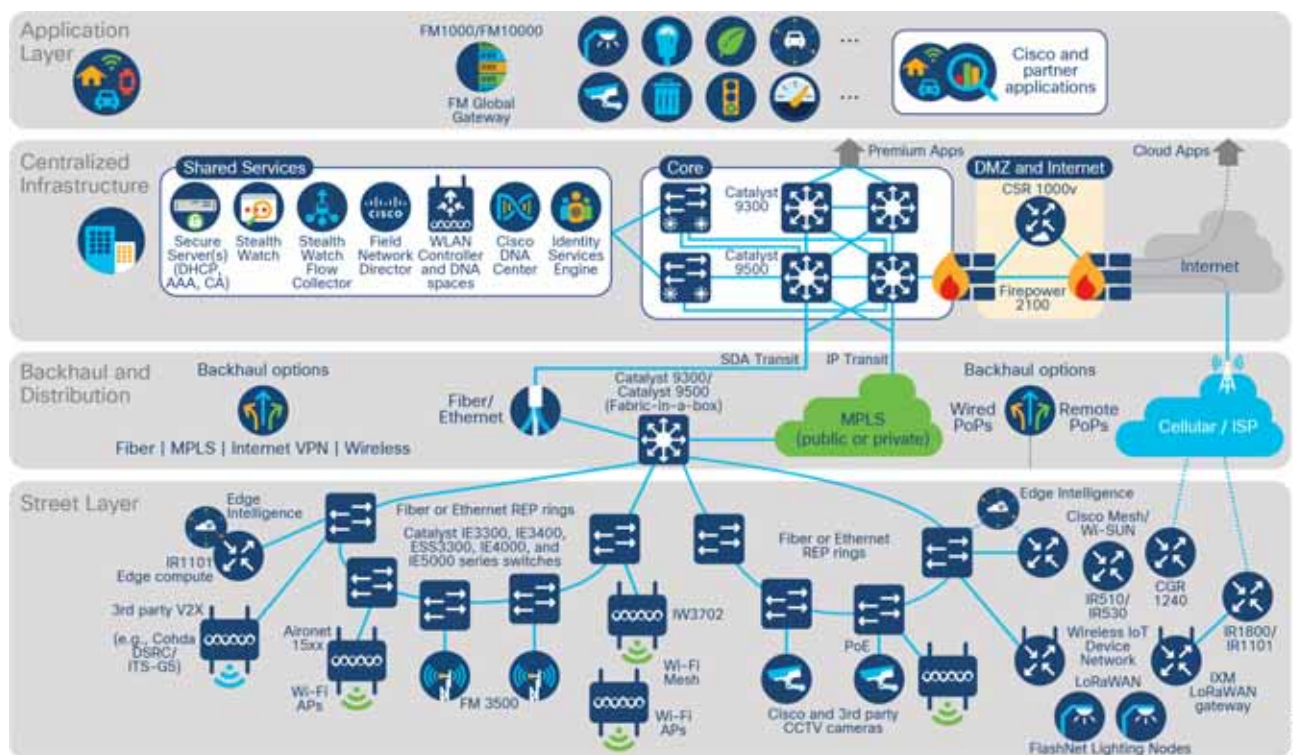 Application
Layer
FM1000/FM10000
FM Global
Gateway
...
...
Cisco and
partner
applications
Centralized
Infrastructure
Shared Services
Secure
Server(s)
(DHCP,
AAA, CA)
Stealth
Watch
Stealth
Watch
Flow
Collector
CISCO
Field
Network
Director
WLAN
Controller
and DNA
spaces
Cisco
DNA
Center
Identity
Services
Engine
Core
Catalyst
9300
Catalyst
9500
Premium Apps
DMZ and Internet
CSR 1000v
Firepower
2100
Cloud Apps
Internet
Backhaul and
Distribution
Backhaul options
Fiber | MPLS | Internet VPN | Wireless
Fiber/
Ethernet
Catalyst 9300/
Catalyst 9500
(Fabric-in-a-box)
SDA Transit
IP Transit
MPLS
(public or private)
Backhaul options
Wired
PoPs
Remote
PoPs
Cellular / ISP
Street Layer
Edge
Intelligence
IR1101
Edge compute
3rd party V2X
(e.g., Cohda
DSRC/
ITS-G5)
Fiber or Ethernet REP rings
Catalyst IE3300, IE3400,
ESS3300, IE4000, and
IE5000 series switches
Aironet
15xx
Wi-Fi
APs
FM 3500
IW3702
Wi-Fi
Mesh
Wi-Fi
APs
Fiber or Ethernet
REP rings
PoE
Cisco and 3rd party
CCTV cameras
Edge Intelligence
Cisco Mesh/
Wi-SUN
IR510/
IR530
CGR
1240
IR1800/
IR1101
Wireless IoT
Device
Network
LoRaWAN
IXM
LoRaWAN
gateway
FlashNet Lighting Nodes